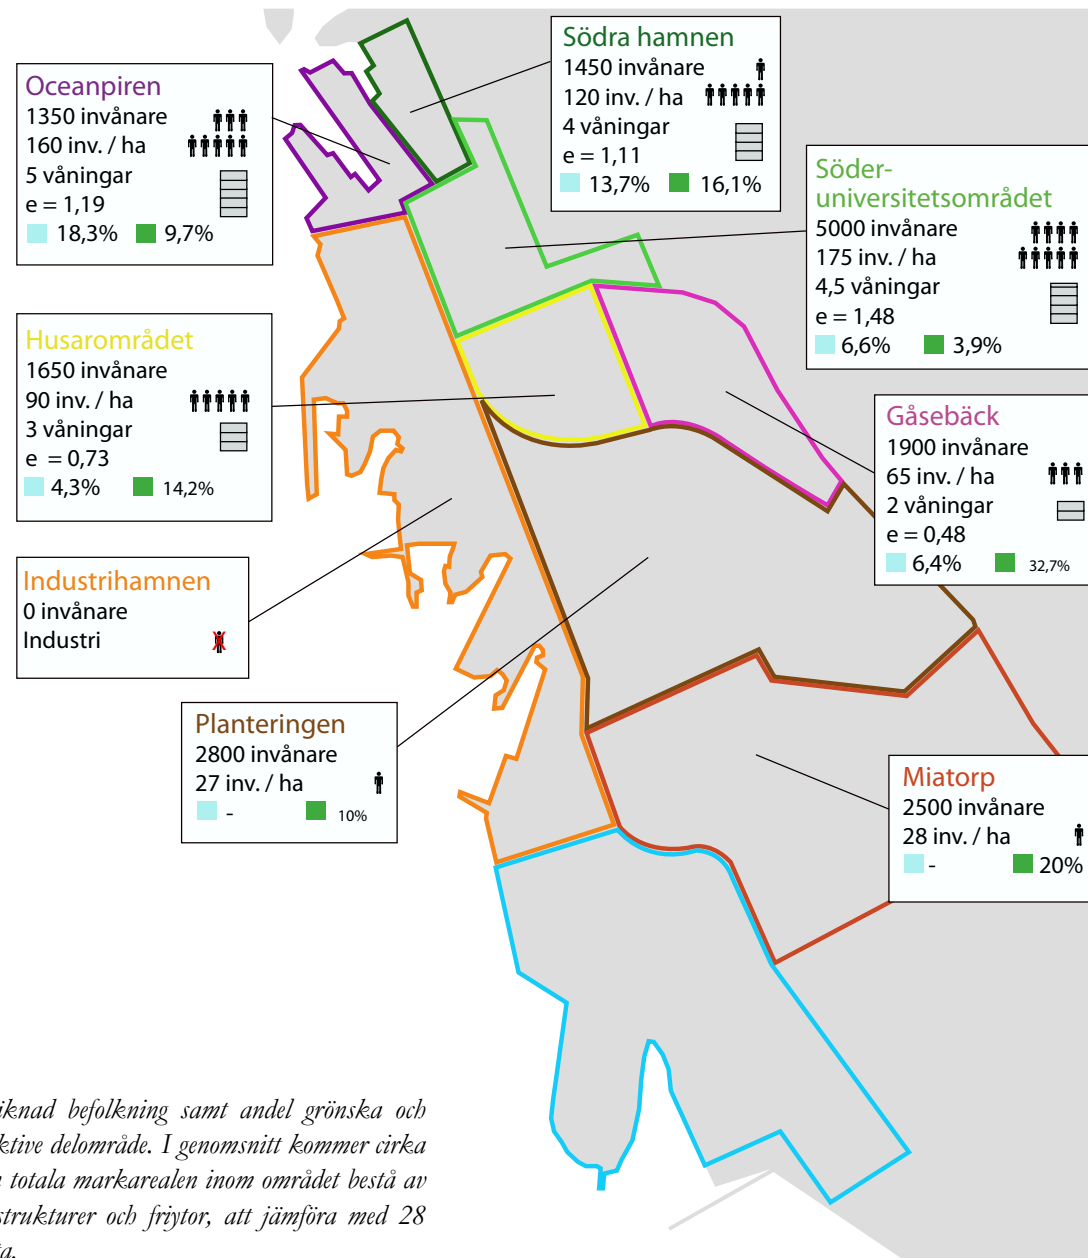 Oceanpiren
1350 invånare
160 inv. / ha
5 våningar
e = 1,19
18,3% 9,7%
Södra hamnen
1450 invånare
120 inv. / ha
4 våningar
e = 1,11
13,7% 16,1%
Söder-
universitetsområdet
5000 invånare
175 inv. / ha
4,5 våningar
e = 1,48
6,6% 3,9%
Husarområdet
1650 invånare
90 inv. / ha
3 våningar
e = 0,73
4,3% 14,2%
Gåsebäck
1900 invånare
65 inv. / ha
2 våningar
e = 0,48
6,4% 32,7%
Industrihamnen
0 invånare
Industri
Planteringen
2800 invånare
27 inv. / ha
- 10%
Miatorp
2500 invånare
28 inv. / ha
- 20%
befolkning samt andel grönska och
delområde. I genomsnitt kommer cirka
totala markarealen inom området bestå av
strukturer och friytor, att jämföra med 28